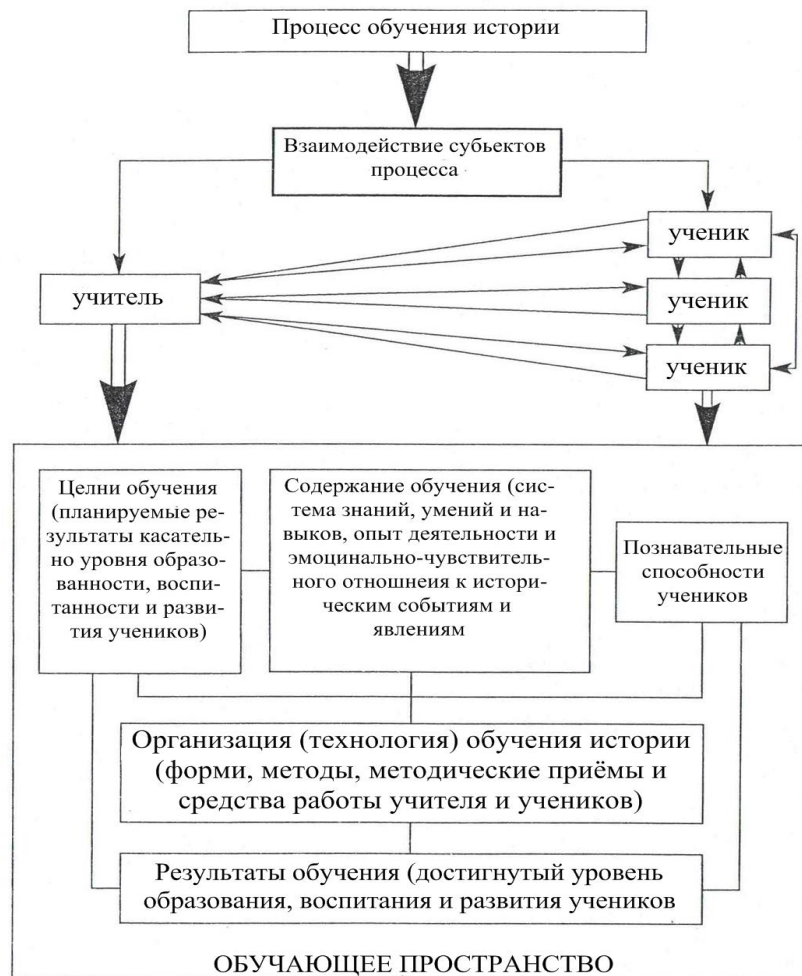 Процесс обучения истории
Взаимодействие субьектов
процесса
ученик
учитель
ученик
ученик
Целни обучения
(планируемые ре-
зультаты касатель-
но уровня образо-
ванности, воспи-
танности и разви-
тия учеников)
Содержание обучения (сис-
тема знаний, умений и на-
выков, опыт деятельности и
эмоцинально-чувствитель-
ного отношнеия к истори-
ческим событиям и
явлениям
Познавательные
способности
учеников
Организация (технология) обучения истории
(форми, методы, методические приёмы и
средства работы учителя и учеников)
Результаты обучения (достигнутый уровень
образования, воспитания и развития учеников
ОБУЧАЮЩЕЕ ПРОСТРАНСТВО